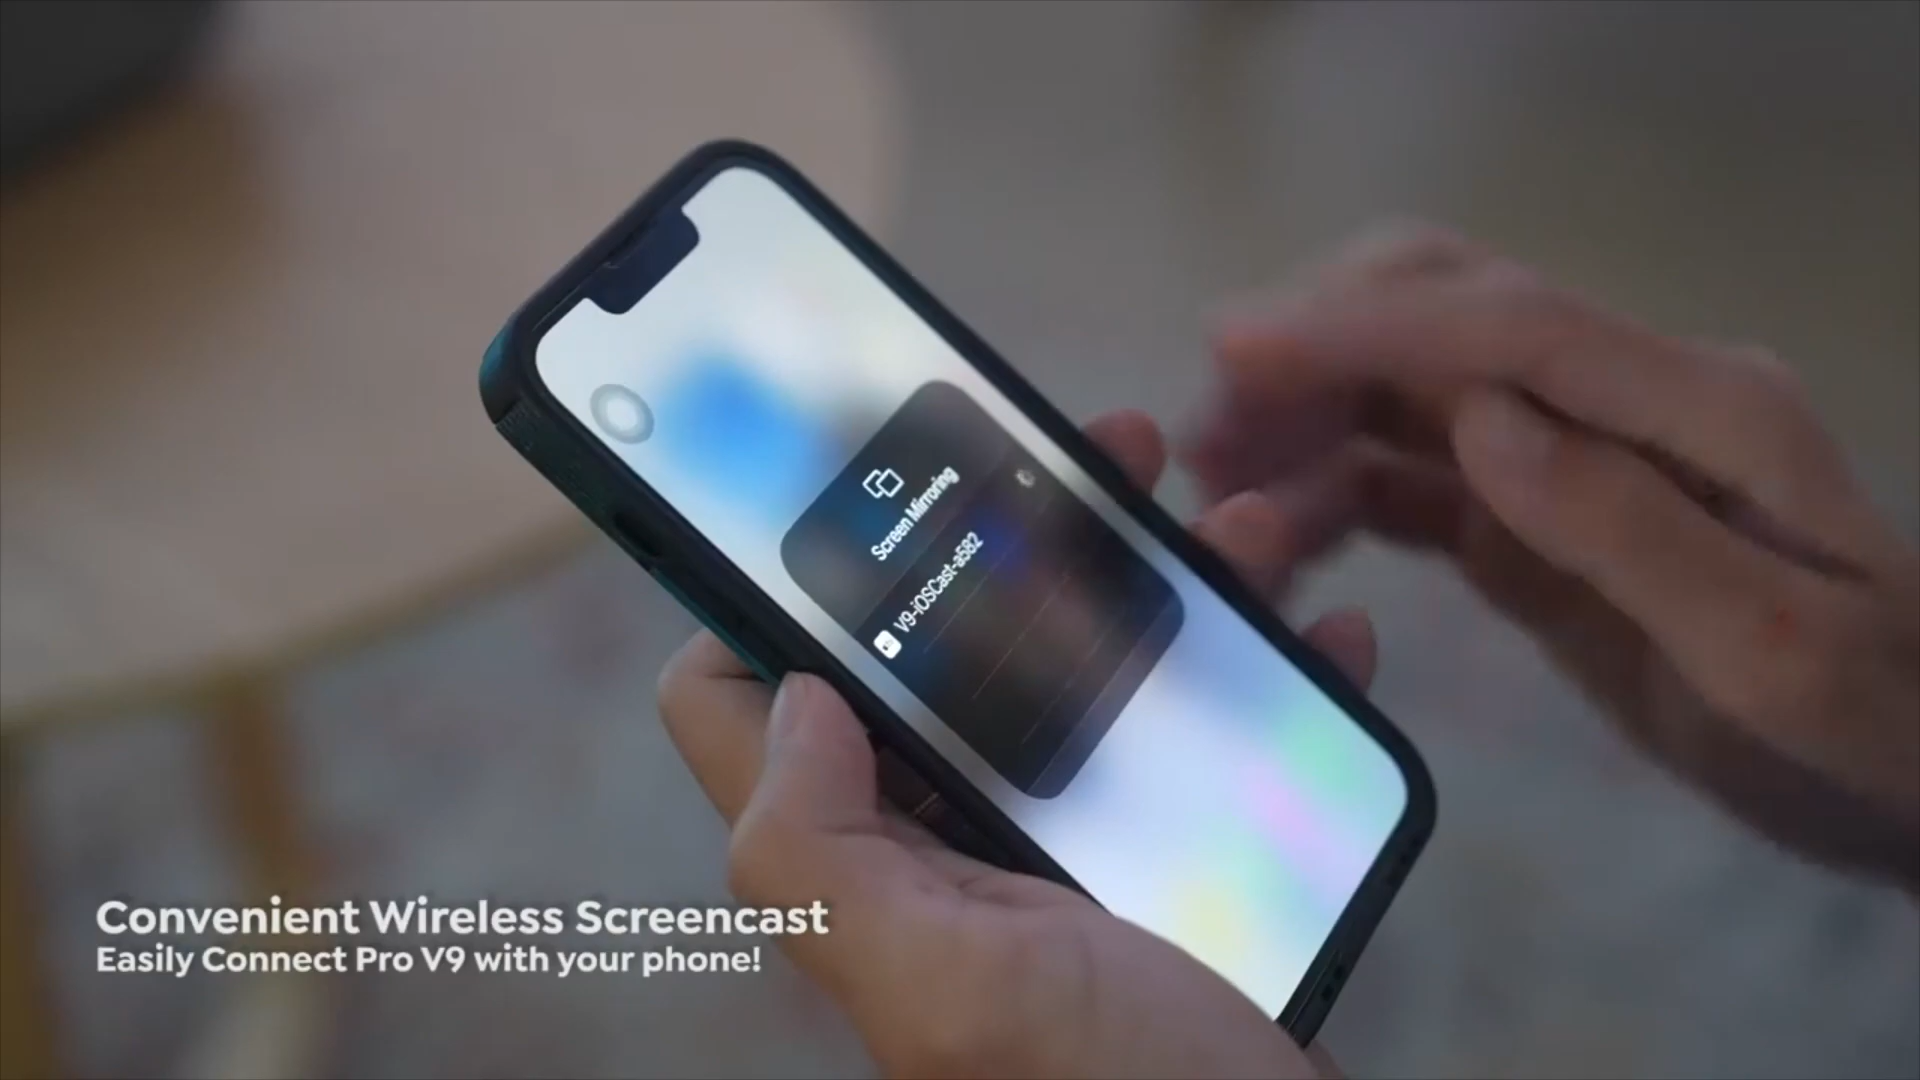 Screen Mirroring
V9-iOSCast-a582
Convenient Wireless Screencast
Easily Connect Pro V9 with your phone!